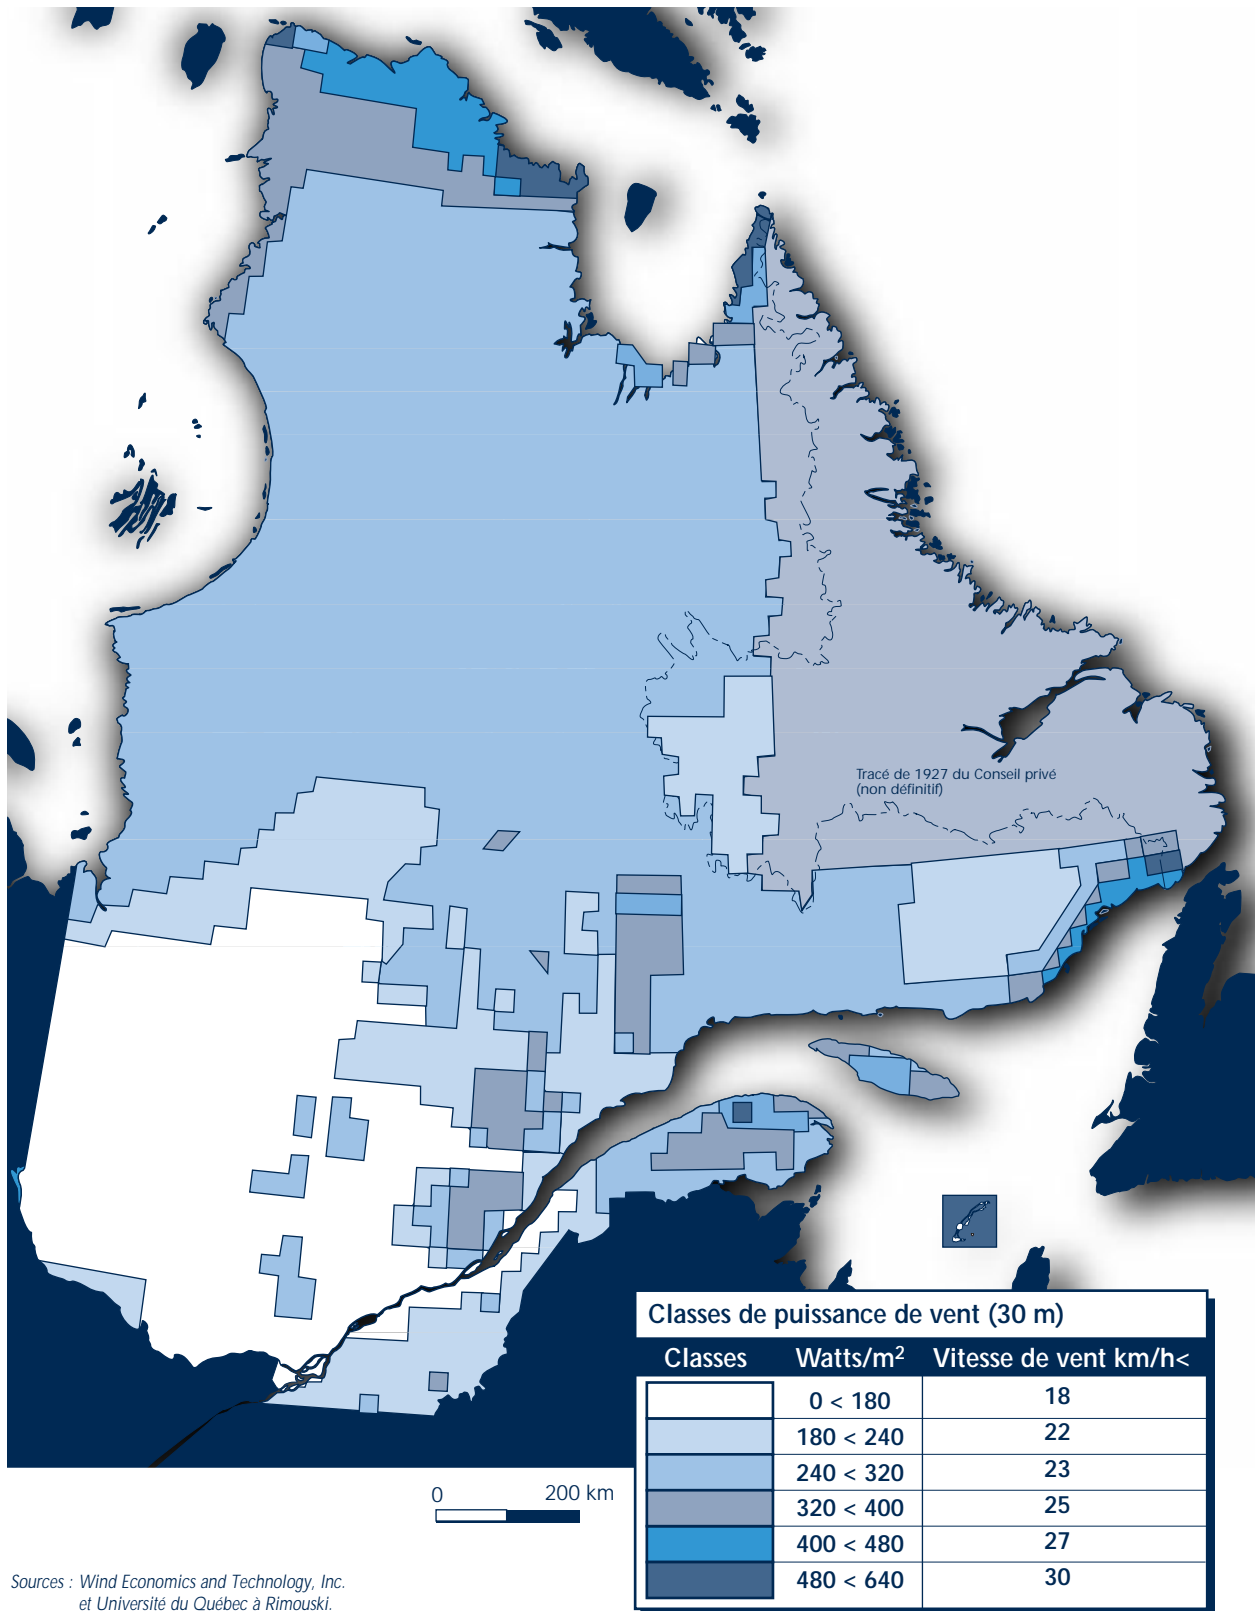 Tracé de 1927 du Conseil privé
(non définitif)
Classes de puissance de vent (30 m)
Classes Watts/m² Vitesse de vent km/h<
0 < 180 18
180 < 240 22
240 < 320 23
320 < 400 25
400 < 480 27
480 < 640 30
0 200 km
Sources : Wind Economics and Technology, Inc.
et Université du Québec à Rimouski.